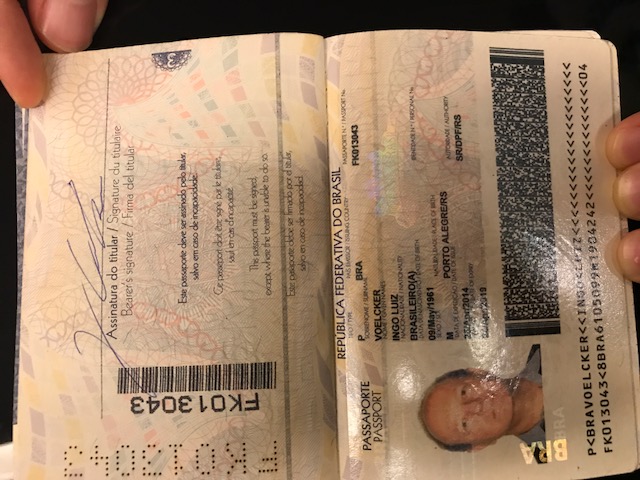 FK013043
FK013043
Assinatura do titular / Signature du titulaire
Bearer's signature / Firma del titular
3
Este passaporte deve ser assinado pelo titular,
salvo em caso de incapacidade.
Ce passeport doit être signé par le titulaire,
sauf en cas d'incapacité.
This passport must be signed,
except where the bearer is unable to do so.
Este pasaporte debe ser firmado por el titular,
salvo en caso de incapacidad.
REPÚBLICA FEDERATIVA DO BRASIL
PASSAPORTE
PASSPORT
TIPO / TYPE PAÍS EMISSOR / ISSUING COUNTRY PASSAPORTE Nº / PASSPORT No.
P BRA FK013043
SOBRENOME / SURNAME
VOELCKER
NOME / GIVEN NAMES
INGO LUIZ
NACIONALIDADE / NATIONALITY
BRASILEIRO(A)
DATA DE NASCIMENTO / DATE OF BIRTH IDENTIDADE Nº / PERSONAL No.
09/May/1961
SEXO / SEX NATURALIDADE / PLACE OF BIRTH
M PORTO ALEGRE/RS
DATA DE EXPEDIÇÃO / DATE OF ISSUE AUTORIDADE / AUTHORITY
/Apr/2014 SR/DPF/RS
DATE OF EXPIRY
/Apr/2019
BRA
BRA
P<BRAVOELCKER<<INGO<LUIZ<<<<<<<<<<<<<<<<<<<<
FK013043<8BRA6105099M1904242<<<<<<<<<<<<<<04